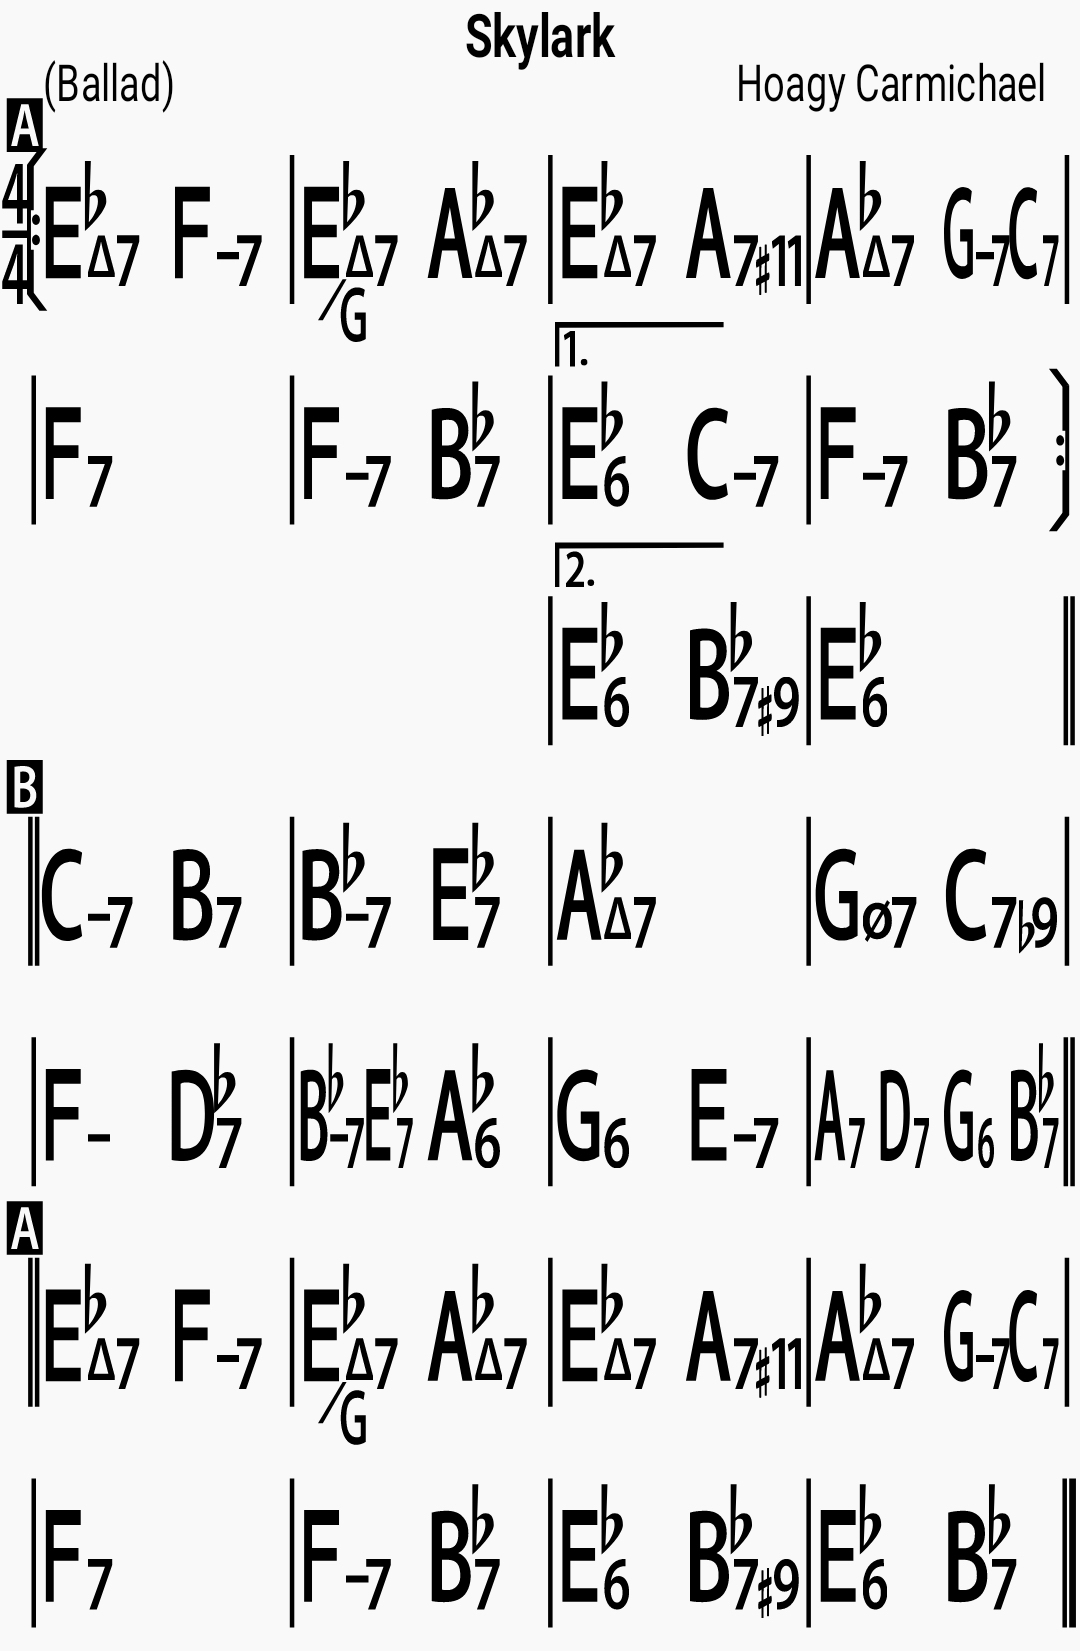 Skylark
(Ballad) Hoagy Carmichael
A
4/4 E♭Δ7 F–7 | E♭Δ7/G A♭Δ7 | E♭Δ7 A7♯11 | A♭Δ7 G–7 C7 |
1.
| F7 | F–7 B♭7 | E♭6 C–7 | F–7 B♭7
2.
| E♭6 B♭7♯9 | E♭6
B
C–7 B7 | B♭–7 E♭7 | A♭Δ7 | Gø7 C7♭9 |
| F– D♭7 | B♭–7 E♭7 A♭6 | G6 E–7 | A7 D7 G6 B♭7
A
E♭Δ7 F–7 | E♭Δ7/G A♭Δ7 | E♭Δ7 A7♯11 | A♭Δ7 G–7 C7 |
| F7 | F–7 B♭7 | E♭6 B♭7♯9 | E♭6 B♭7